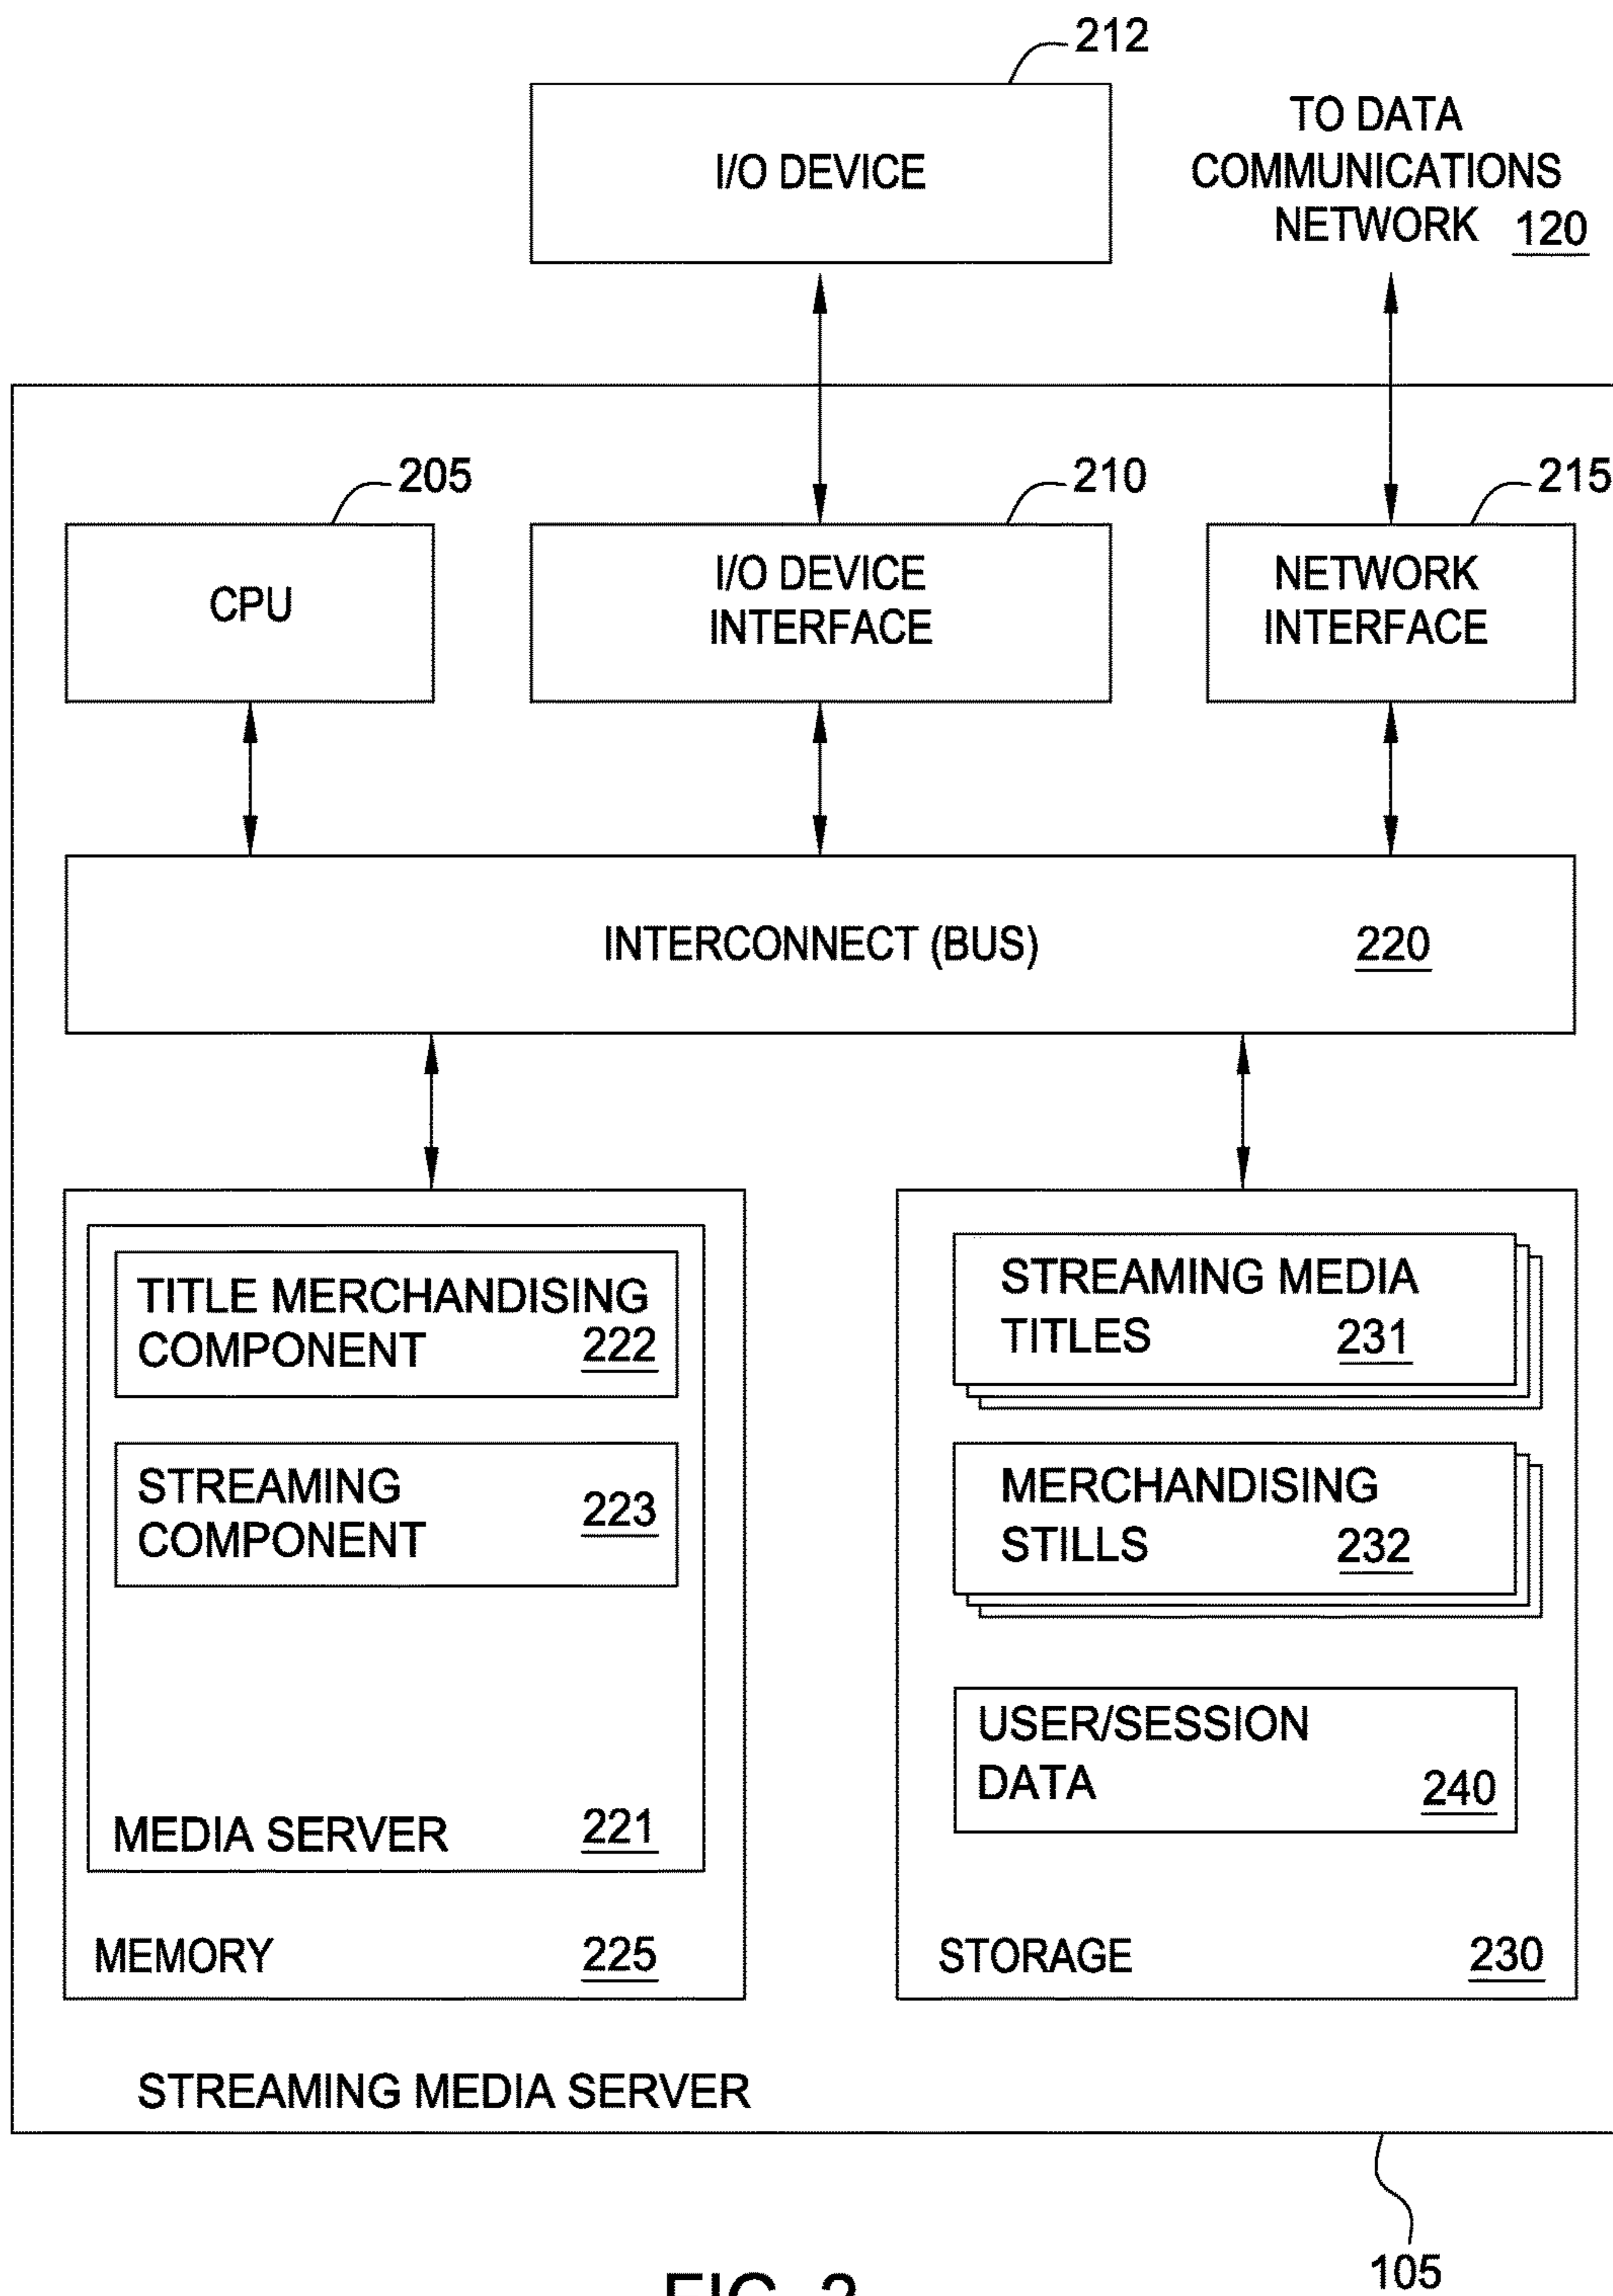 212
I/O DEVICE
TO DATA
COMMUNICATIONS
NETWORK 120
205
210
215
CPU
I/O DEVICE
INTERFACE
NETWORK
INTERFACE
INTERCONNECT (BUS) 220
TITLE MERCHANDISING
COMPONENT 222
STREAMING
COMPONENT 223
MEDIA SERVER 221
MEMORY 225
STREAMING MEDIA
TITLES 231
MERCHANDISING
STILLS 232
USER/SESSION
DATA 240
STORAGE 230
STREAMING MEDIA SERVER
105
FIG. 2